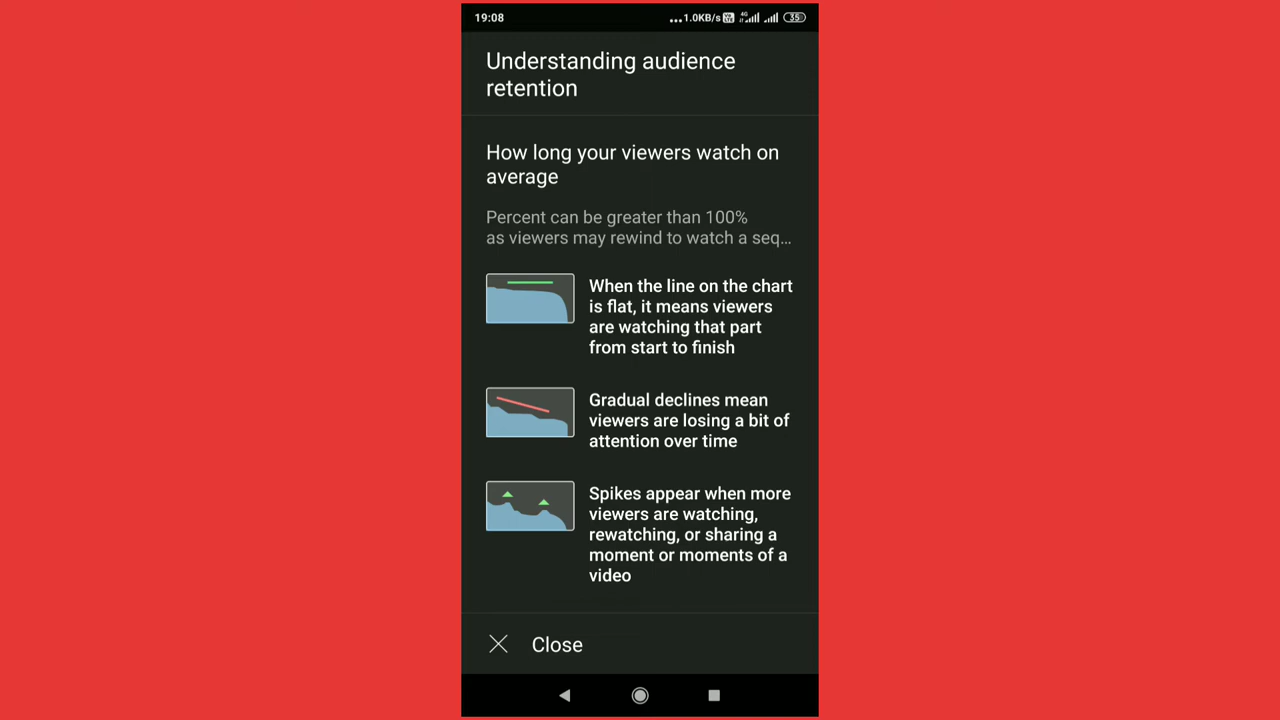 19:08 ...1.0KB/s 4G 35
Understanding audience
retention
How long your viewers watch on
average
Percent can be greater than 100%
as viewers may rewind to watch a seq...
When the line on the chart
is flat, it means viewers
are watching that part
from start to finish
Gradual declines mean
viewers are losing a bit of
attention over time
Spikes appear when more
viewers are watching,
rewatching, or sharing a
moment or moments of a
video
Close